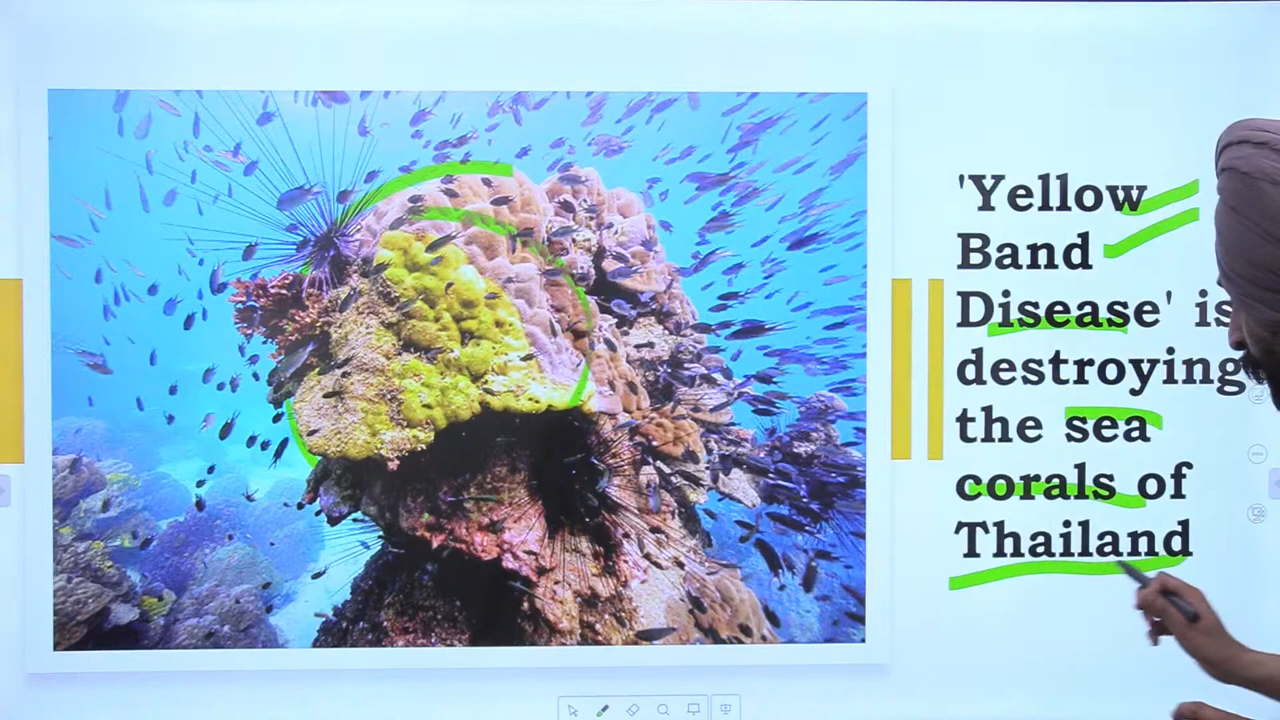 'Yellow
Band
Disease' is
destroying
the sea
corals of
Thailand